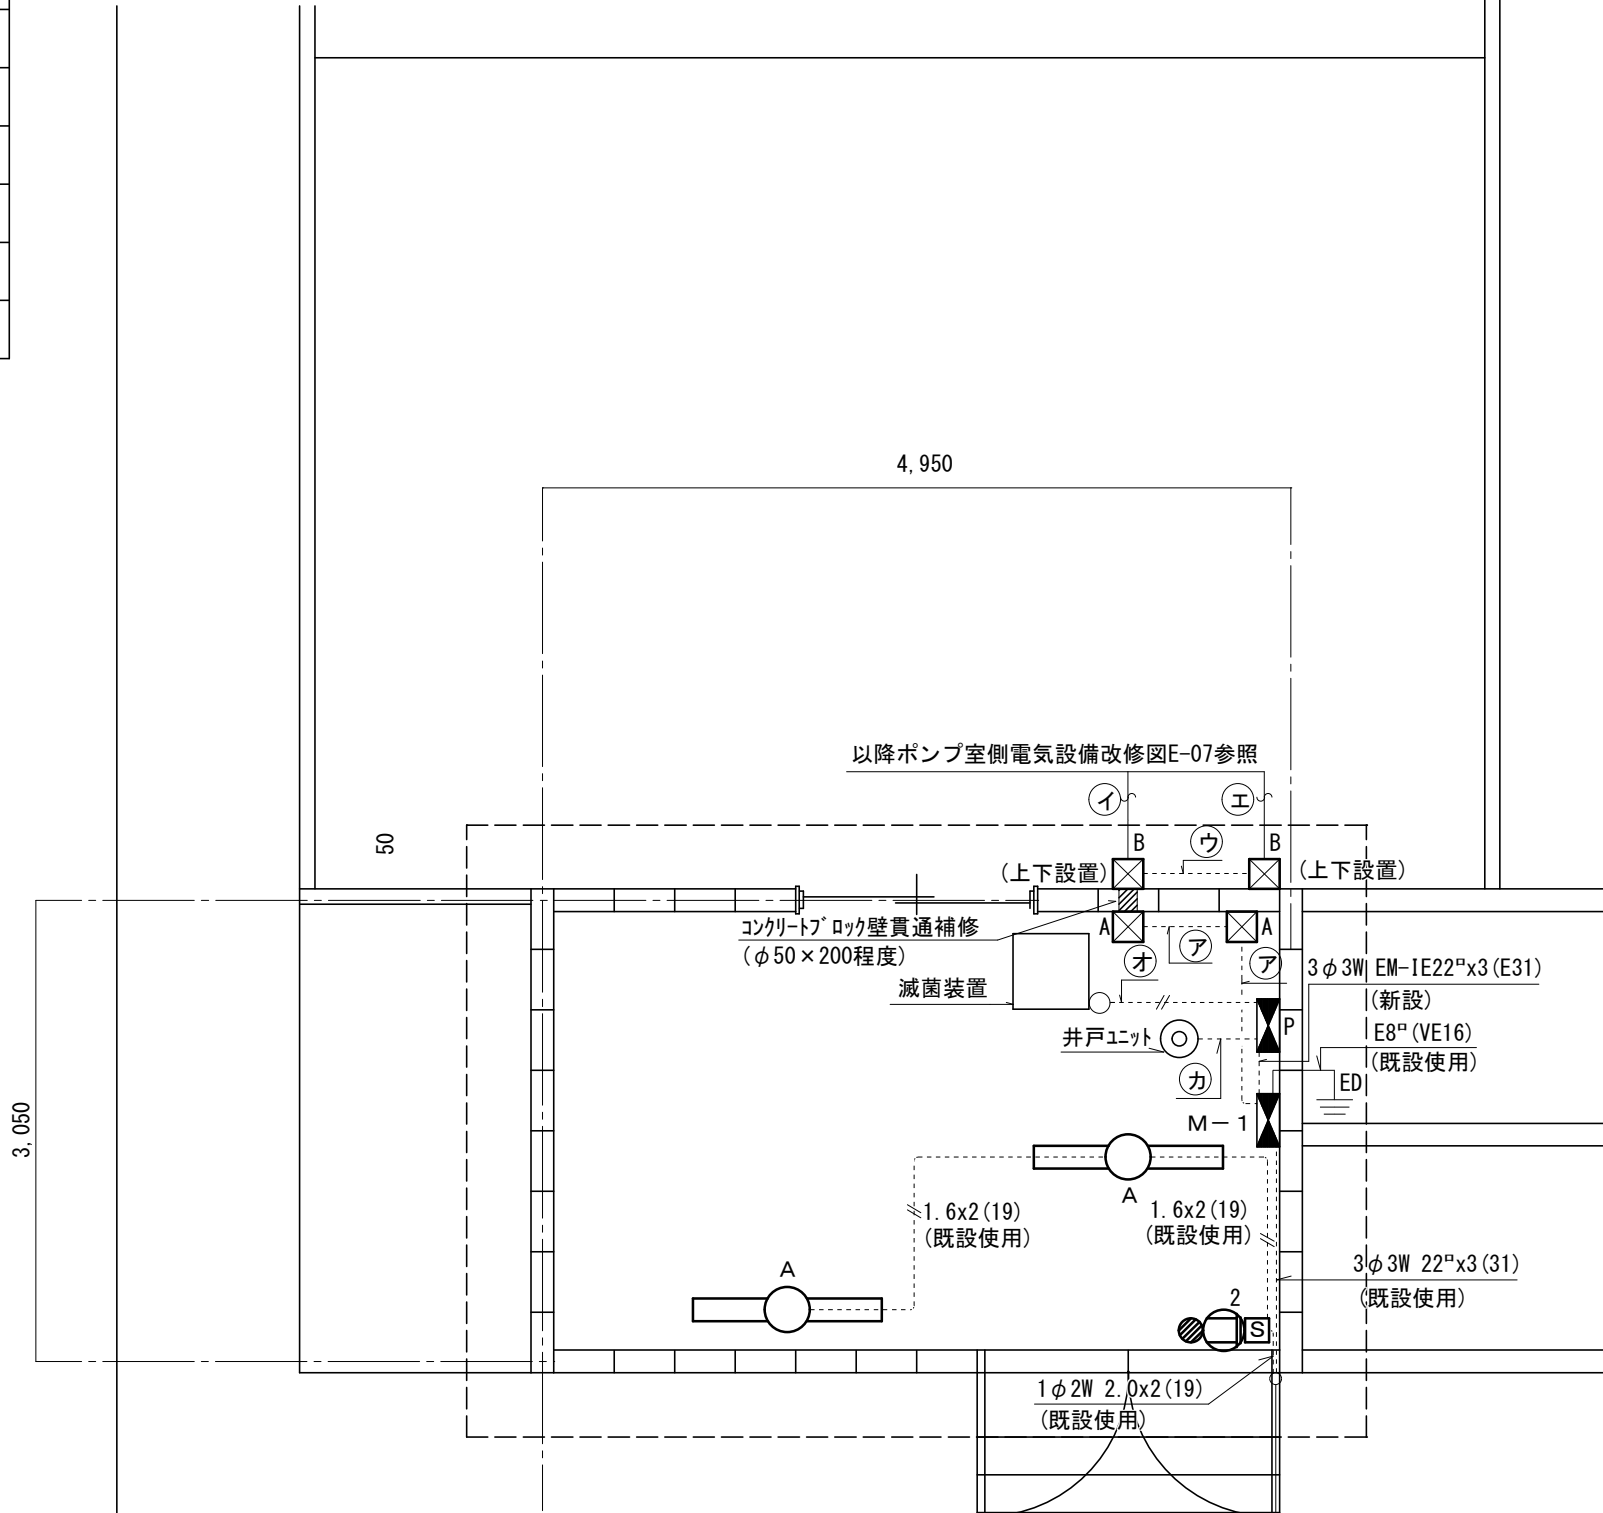 4,950
以降ポンプ室側電気設備改修図E-07参照
イ
エ
50
B
ウ
B
(上下設置)
(上下設置)
コンクリートブロック壁貫通補修
(φ50×200程度)
A
ア
A
オ
ア
滅菌装置
3φ3W EM-IE22㎟x3(E31)
(新設)
P
E8㎟(VE16)
(既設使用)
井戸ユニット
カ
ED
M-1
3,050
A
1.6x2(19)
(既設使用)
1.6x2(19)
(既設使用)
3φ3W 22㎟x3(31)
(既設使用)
A
2
S
1φ2W 2.0x2(19)
(既設使用)